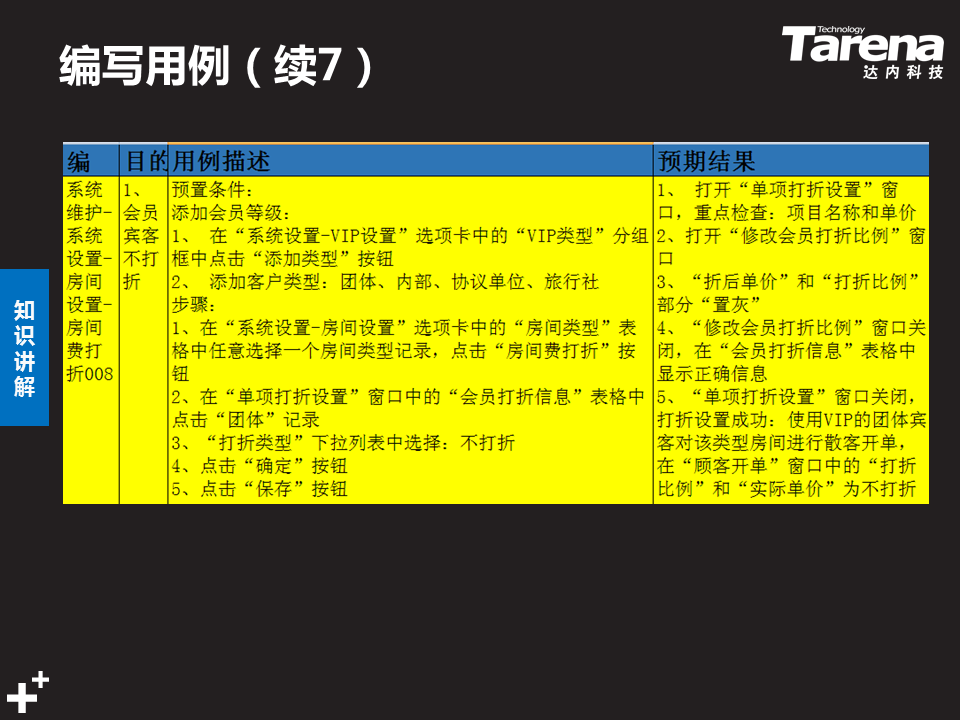 编写用例（续7）
Technology
Tarena
达内科技
知识讲解
编 目的 用例描述 预期结果
系统
维护-
系统
设置-
房间
设置-
房间
费打
折008
1、
会员
宾客
不打
折
预置条件：
添加会员等级：
1、 在“系统设置-VIP设置”选项卡中的“VIP类型”分组
框中点击“添加类型”按钮
2、 添加客户类型：团体、内部、协议单位、旅行社
步骤：
1、在“系统设置-房间设置”选项卡中的“房间类型”表
格中任意选择一个房间类型记录，点击“房间费打折”按
钮
2、在“单项打折设置”窗口中的“会员打折信息”表格中
点击“团体”记录
3、“打折类型”下拉列表中选择：不打折
4、点击“确定”按钮
5、点击“保存”按钮
1、 打开“单项打折设置”窗
口，重点检查：项目名称和单价
2、打开“修改会员打折比例”窗
口
3、“折后单价”和“打折比例”
部分“置灰”
4、“修改会员打折比例”窗口关
闭，在“会员打折信息”表格中
显示正确信息
5、“单项打折设置”窗口关闭，
打折设置成功：使用VIP的团体宾
客对该类型房间进行散客开单，
在“顾客开单”窗口中的“打折
比例”和“实际单价”为不打折